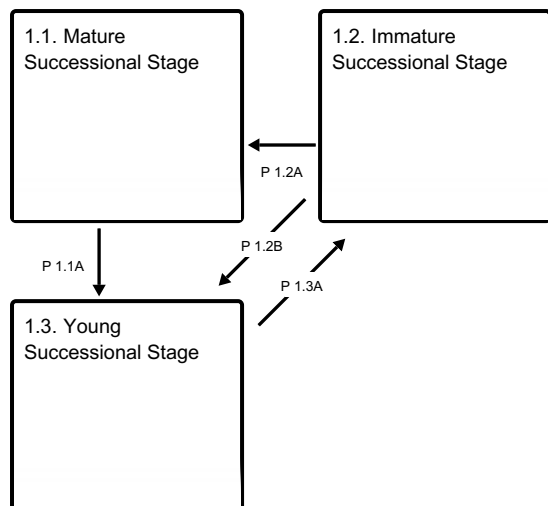 1.1. Mature
Successional Stage
1.2. Immature
Successional Stage
P 1.2A
P 1.2B
P 1.1A
P 1.3A
1.3. Young
Successional Stage